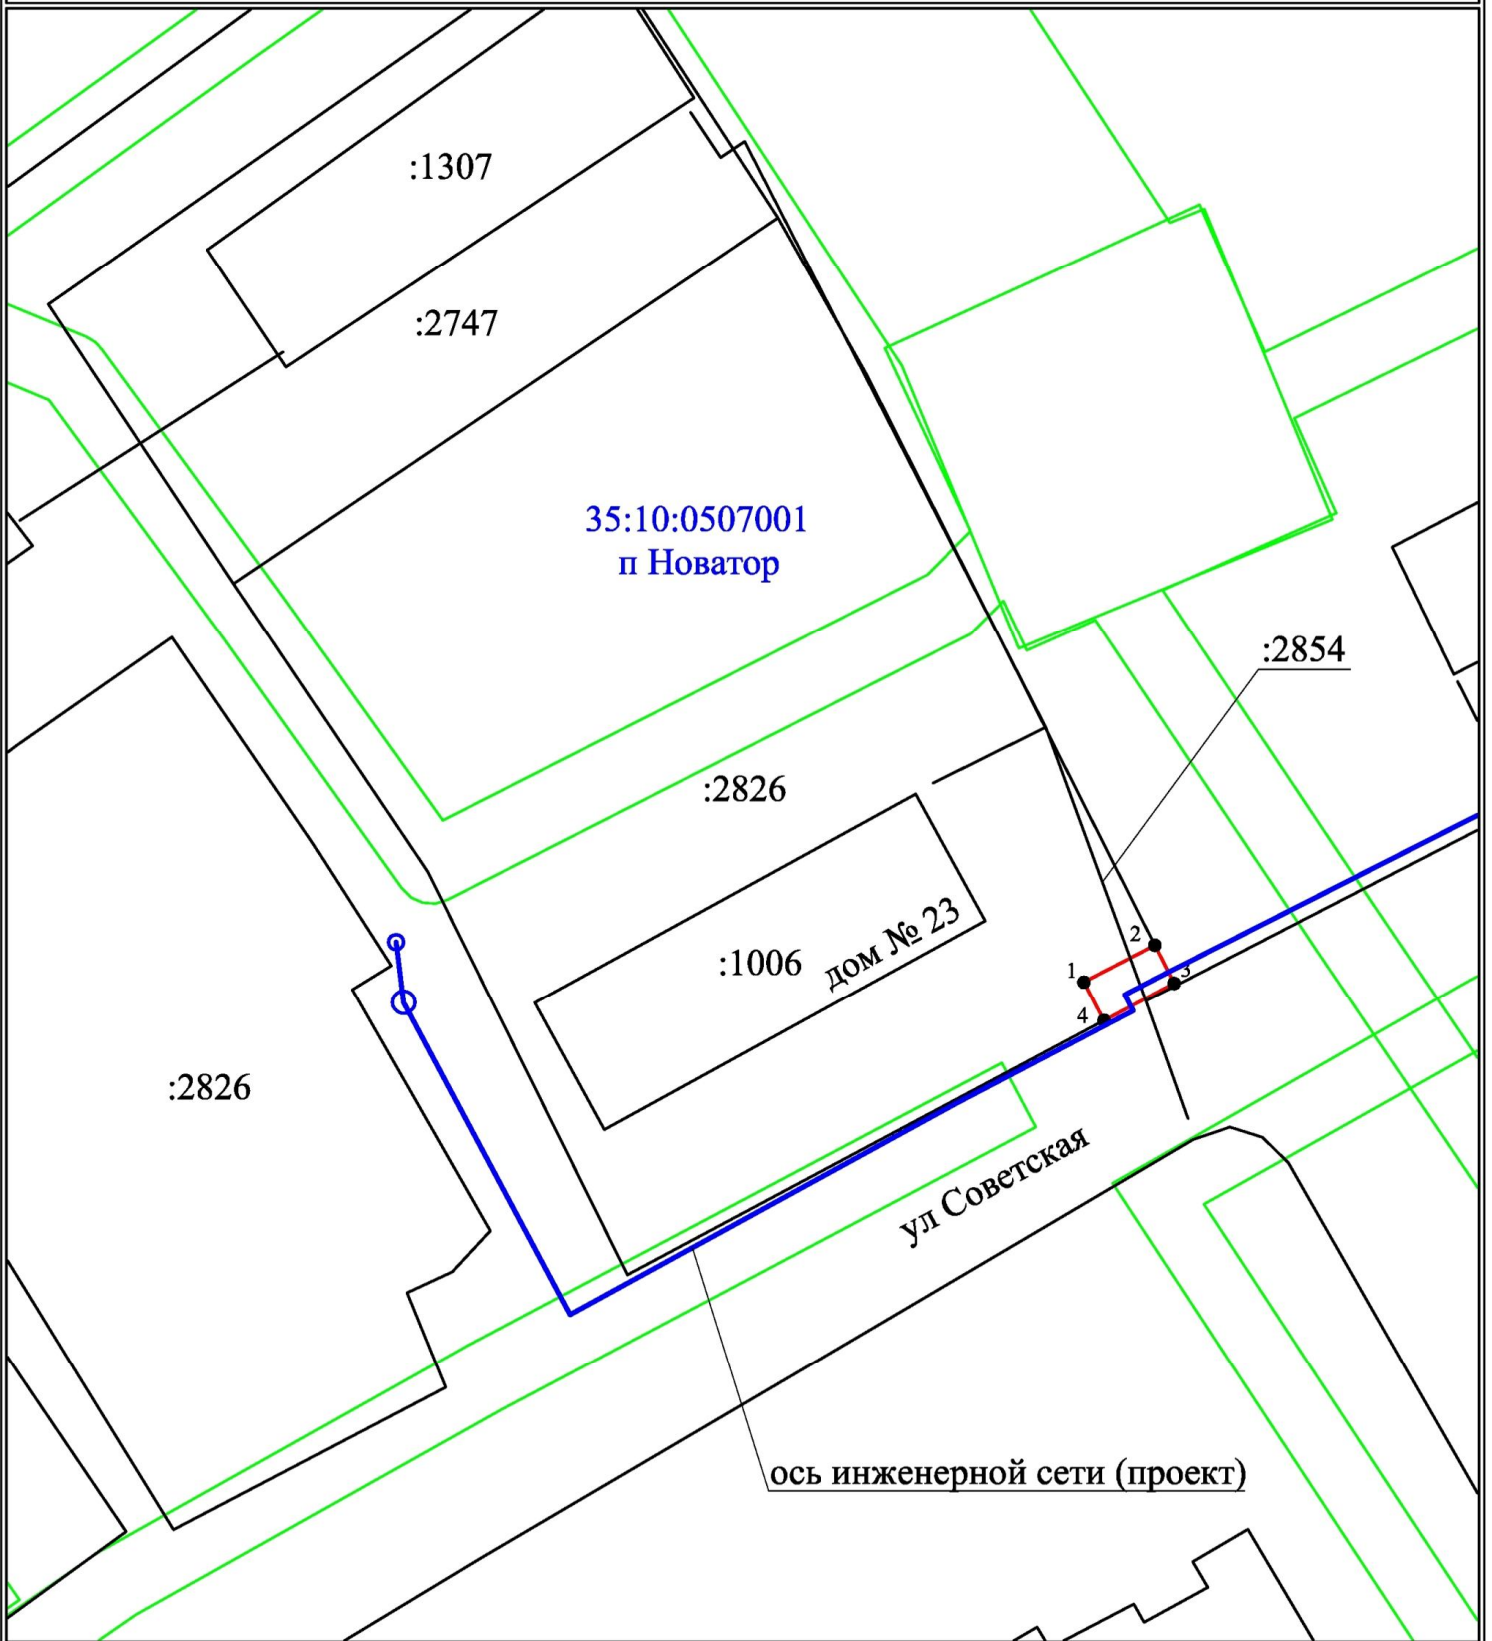 :1307
:2747
35:10:0507001
п Новатор
:2854
:2826
:1006
дом № 23
2
1
3
4
:2826
ул Советская
ось инженерной сети (проект)